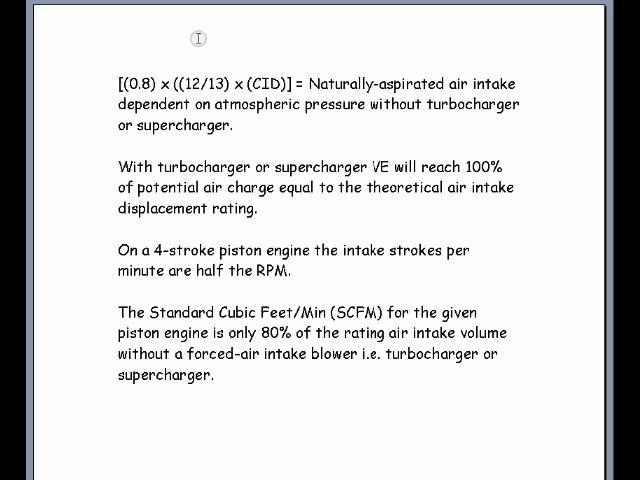 [(0.8) x ((12/13) x (CID)] = Naturally-aspirated air intake
dependent on atmospheric pressure without turbocharger
or supercharger.
With turbocharger or supercharger VE will reach 100%
of potential air charge equal to the theoretical air intake
displacement rating.
On a 4-stroke piston engine the intake strokes per
minute are half the RPM.
The Standard Cubic Feet/Min (SCFM) for the given
piston engine is only 80% of the rating air intake volume
without a forced-air intake blower i.e. turbocharger or
supercharger.